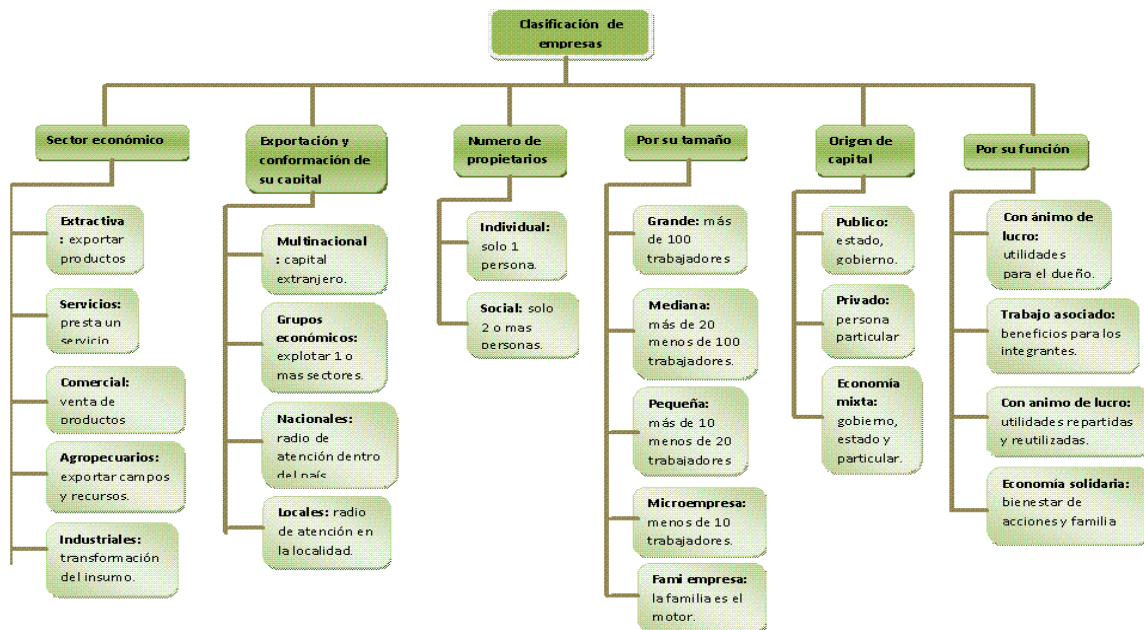 Clasificación de
empresas
Sector económico
Extractiva
: exportar
productos
Servicios:
presta un
servicio
Comercial:
venta de
productos
Agropecuarios:
exportar campos
y recursos.
Industriales:
transformación
del insumo.
Exportación y
conformación de
su capital
Multinacional
: capital
extranjero.
Grupos
económicos:
explotar 1 o
mas sectores.
Nacionales:
radio de
atención dentro
del país
Locales: radio
de atención en
la localidad.
Numero de
propietarios
Individual:
solo 1
persona.
Social: solo
2 o mas
personas.
Por su tamaño
Grande: más
de 100
trabajadores
Mediana:
más de 20
menos de 100
trabajadores.
Pequeña:
más de 10
menos de 20
trabajadores
Microempresa:
menos de 10
trabajadores.
Fami empresa:
la familia es el
motor.
Origen de
capital
Publico:
estado,
gobierno.
Privado:
persona
particular
Economía
mixta:
gobierno,
estado y
particular.
Por su función
Con ánimo de
lucro:
utilidades
para el dueño.
Trabajo asociado:
beneficios para los
integrantes.
Con animo de lucro:
utilidades repartidas
y reutilizadas.
Economía solidaria:
bienestar de
acciones y familia